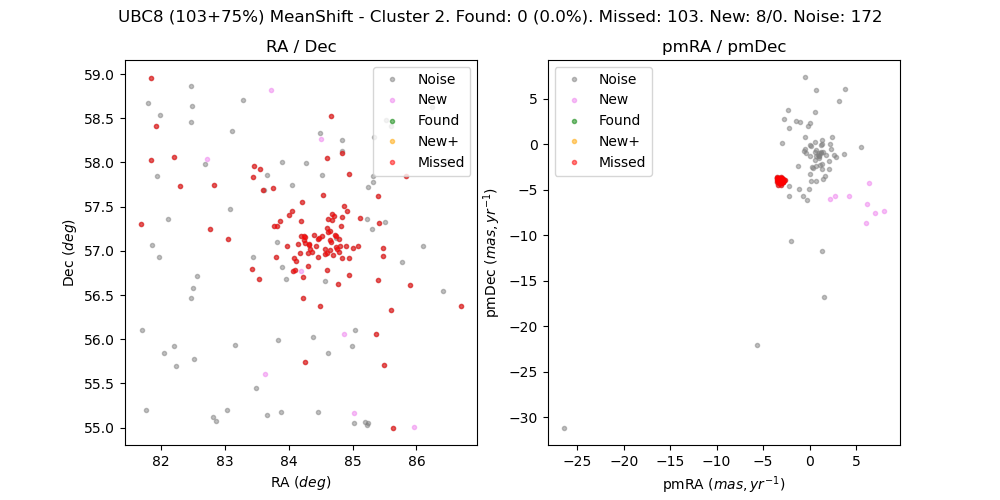 UBC8 (103+75%) MeanShift - Cluster 2. Found: 0 (0.0%). Missed: 103. New: 8/0. Noise: 172
RA / Dec
59.0
58.5
58.0
57.5
57.0
56.5
56.0
55.5
55.0
Dec (deg)
82
83
84
85
86
RA (deg)
Noise
New
Found
New+
Missed
pmRA / pmDec
5
0
−5
−10
−15
−20
−25
−30
pmDec (mas, yr⁻¹)
−25
−20
−15
−10
−5
0
5
pmRA (mas, yr⁻¹)
Noise
New
Found
New+
Missed